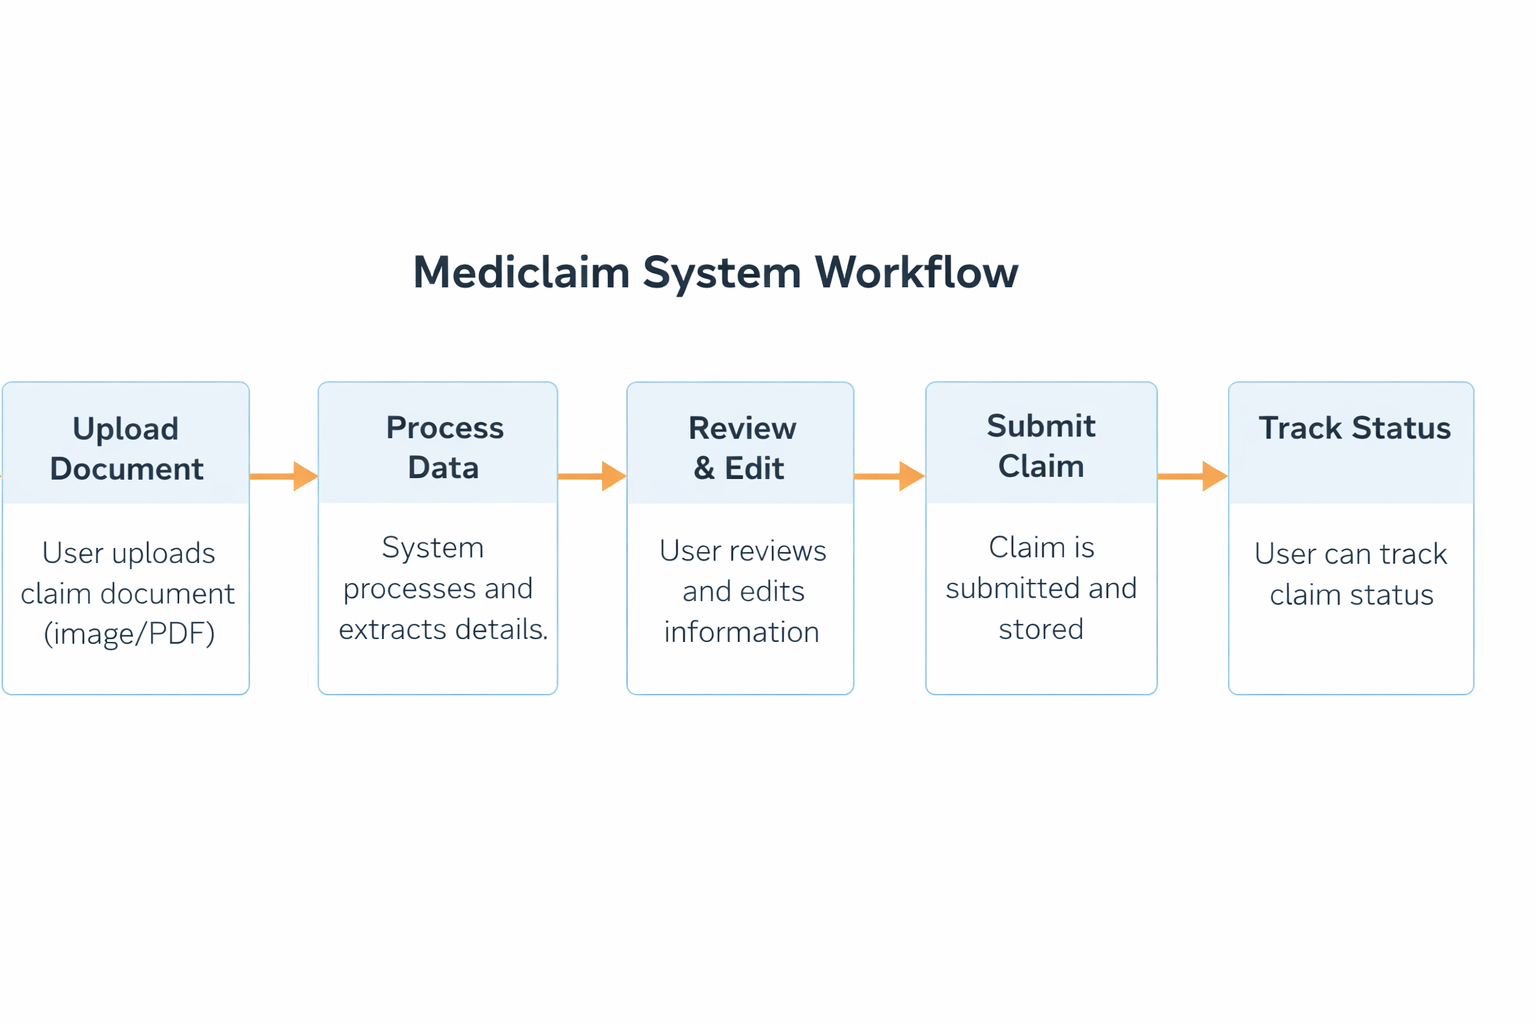 Mediclaim System Workflow
Upload
Document
User uploads
claim document
(image/PDF)
Process
Data
System
processes and
extracts details.
Review
& Edit
User reviews
and edits
information
Submit
Claim
Claim is
submitted and
stored
Track Status
User can track
claim status